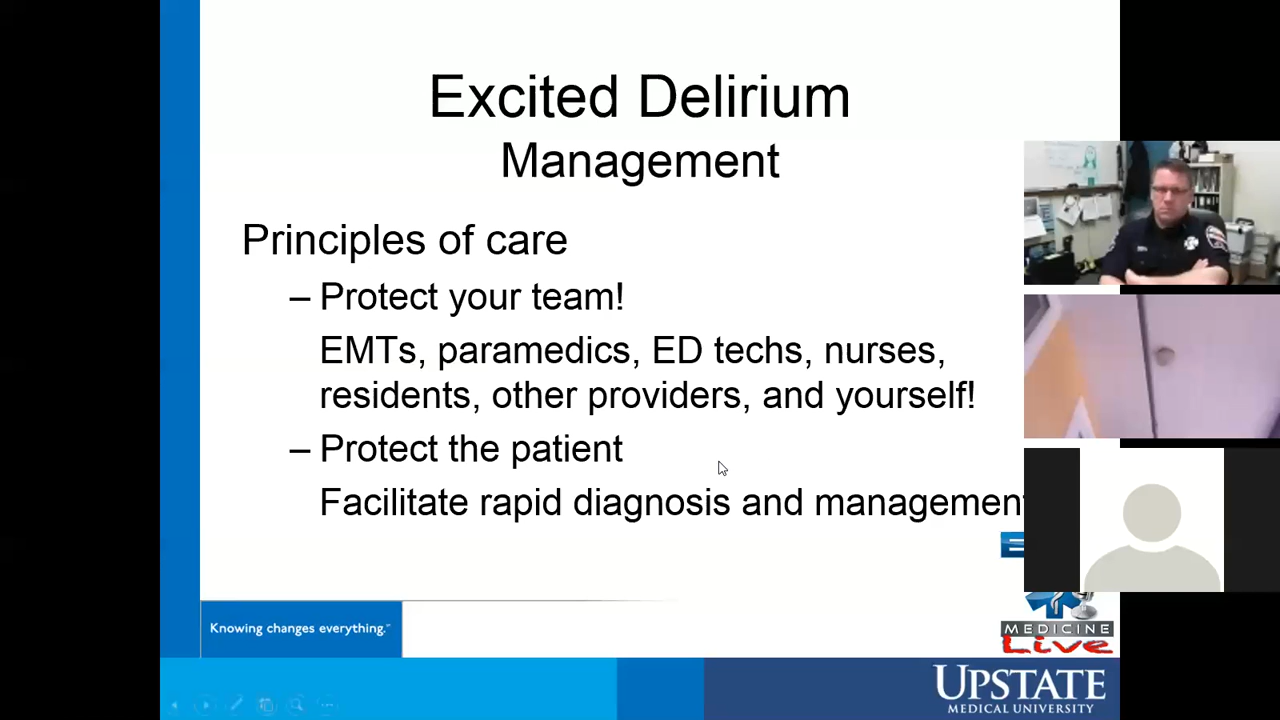 Excited Delirium
Management
Principles of care
– Protect your team!
EMTs, paramedics, ED techs, nurses,
residents, other providers, and yourself!
– Protect the patient
Facilitate rapid diagnosis and management
Knowing changes everything.™
MEDICINE
Live
UPSTATE
MEDICAL UNIVERSITY